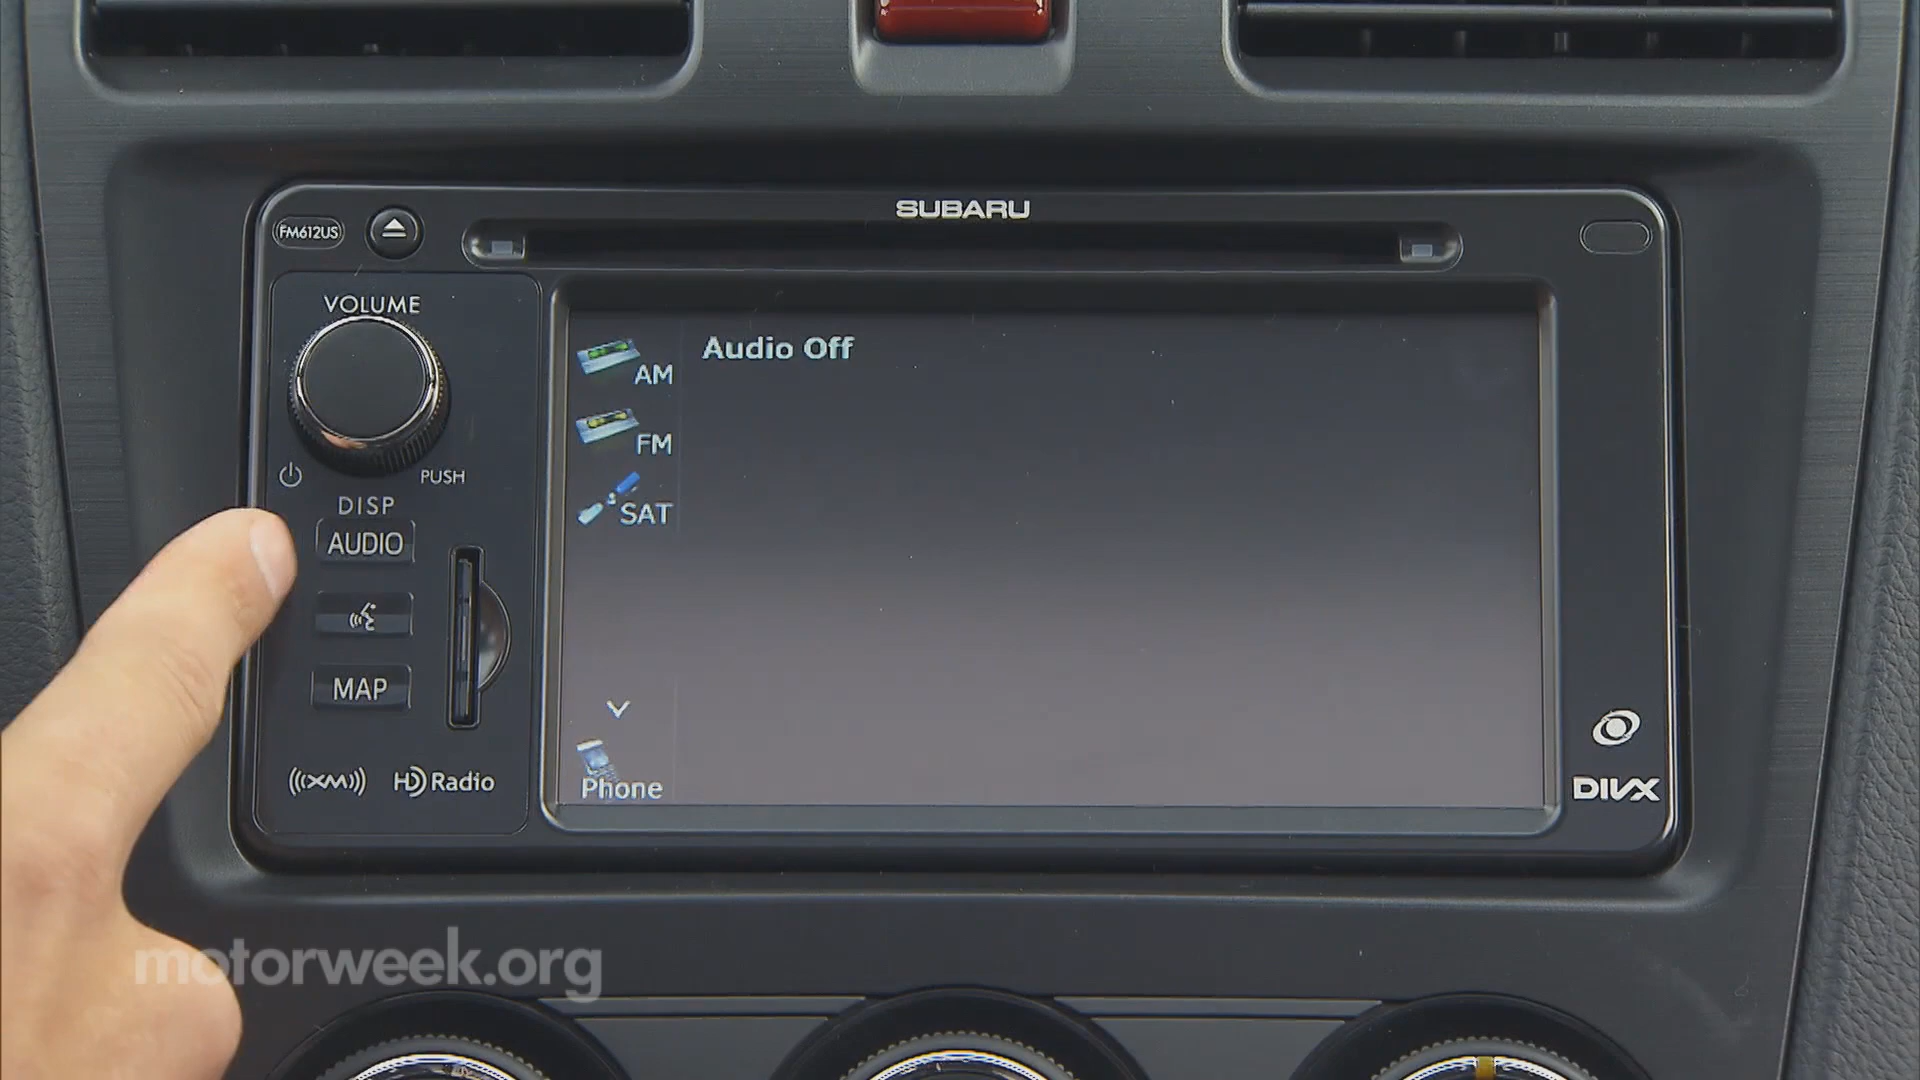 SUBARU
FM612US
VOLUME
PUSH
DISP
AUDIO
MAP
XM
HD Radio
Audio Off
AM
FM
SAT
Phone
DIVX
motorweek.org